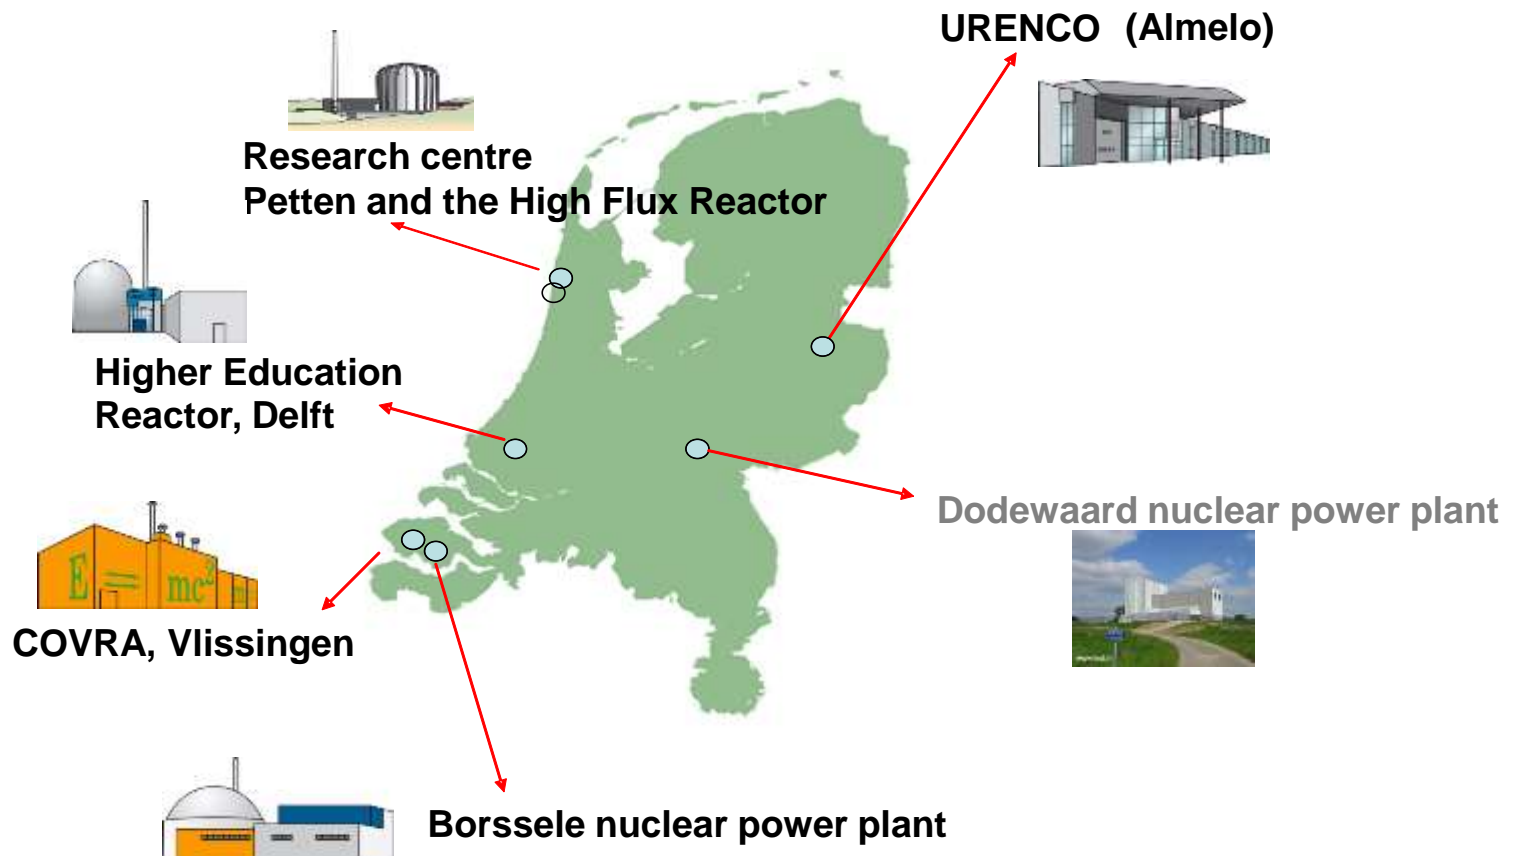 URENCO (Almelo)
Research centre
Petten and the High Flux Reactor
Higher Education
Reactor, Delft
Dodewaard nuclear power plant
E = mc²
COVRA, Vlissingen
Borssele nuclear power plant